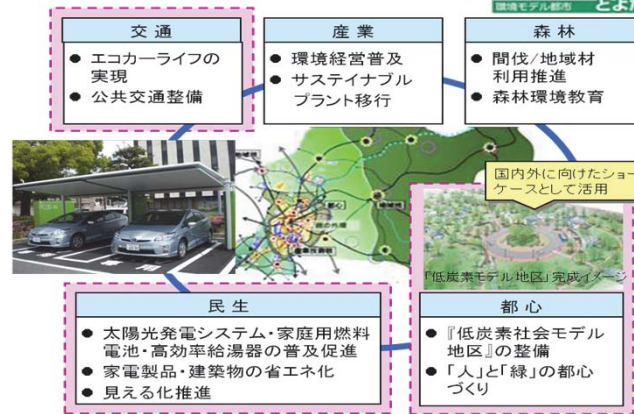 環境モデル都市 とよた
交通
● エコカーライフの
実現
● 公共交通整備
産業
● 環境経営普及
● サステイナブル
プラント移行
森林
● 間伐/地域材
利用推進
● 森林環境教育
国内外に向けたショー
ケースとして活用
「低炭素モデル地区」完成イメージ
民生
● 太陽光発電システム・家庭用燃料
電池・高効率給湯器の普及促進
● 家電製品・建築物の省エネ化
● 見える化推進
都心
● 『低炭素社会モデル
地区』の整備
● 「人」と「緑」の都心
づくり